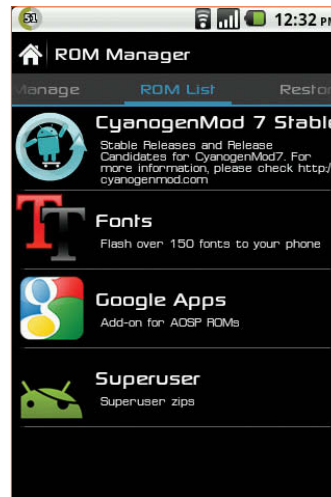 51 12:32 PM
ROM Manager
Manage ROM List Restor
CyanogenMod 7 Stable
Stable Releases and Release
Candidates for CyanogenMod7. For
more information, please check http:/
cyanogenmod.com
TT
Fonts
Flash over 150 fonts to your phone
g
Google Apps
Add-on for AOSP ROMs
Superuser
Superuser zips